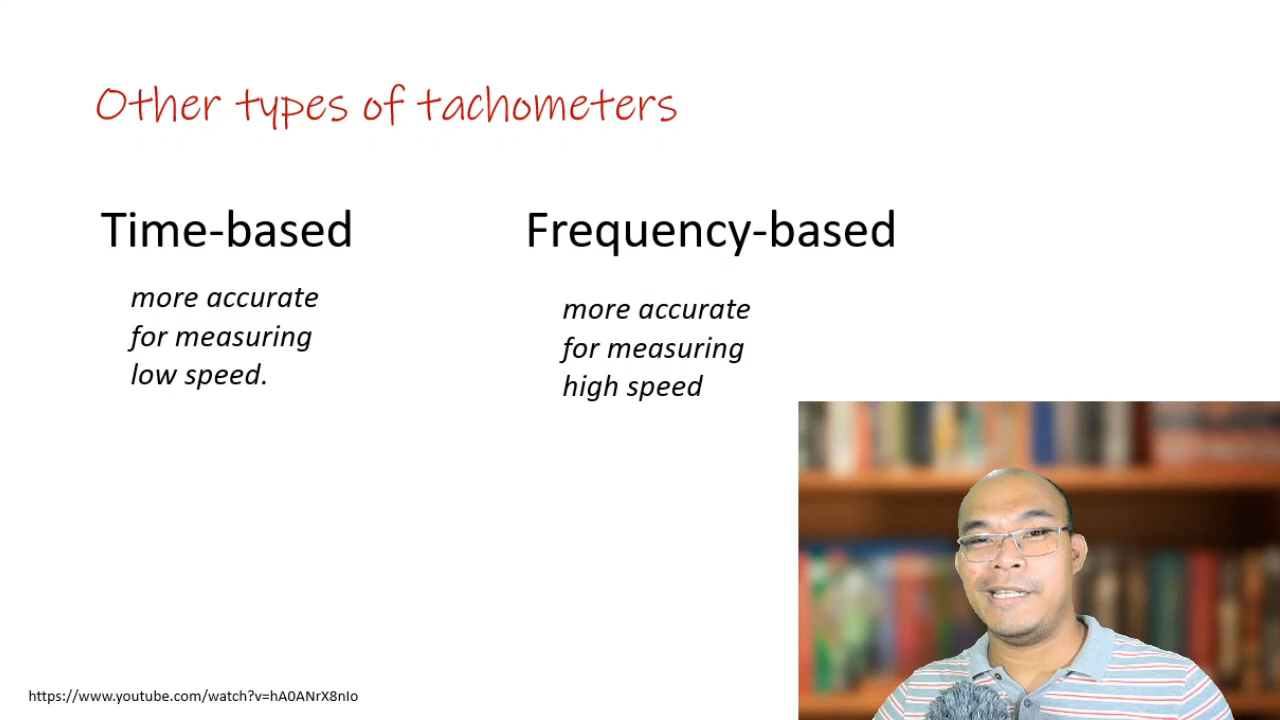 Other types of tachometers
Time-based
more accurate
for measuring
low speed.
Frequency-based
more accurate
for measuring
high speed
https://www.youtube.com/watch?v=hA0ANrX8nIo